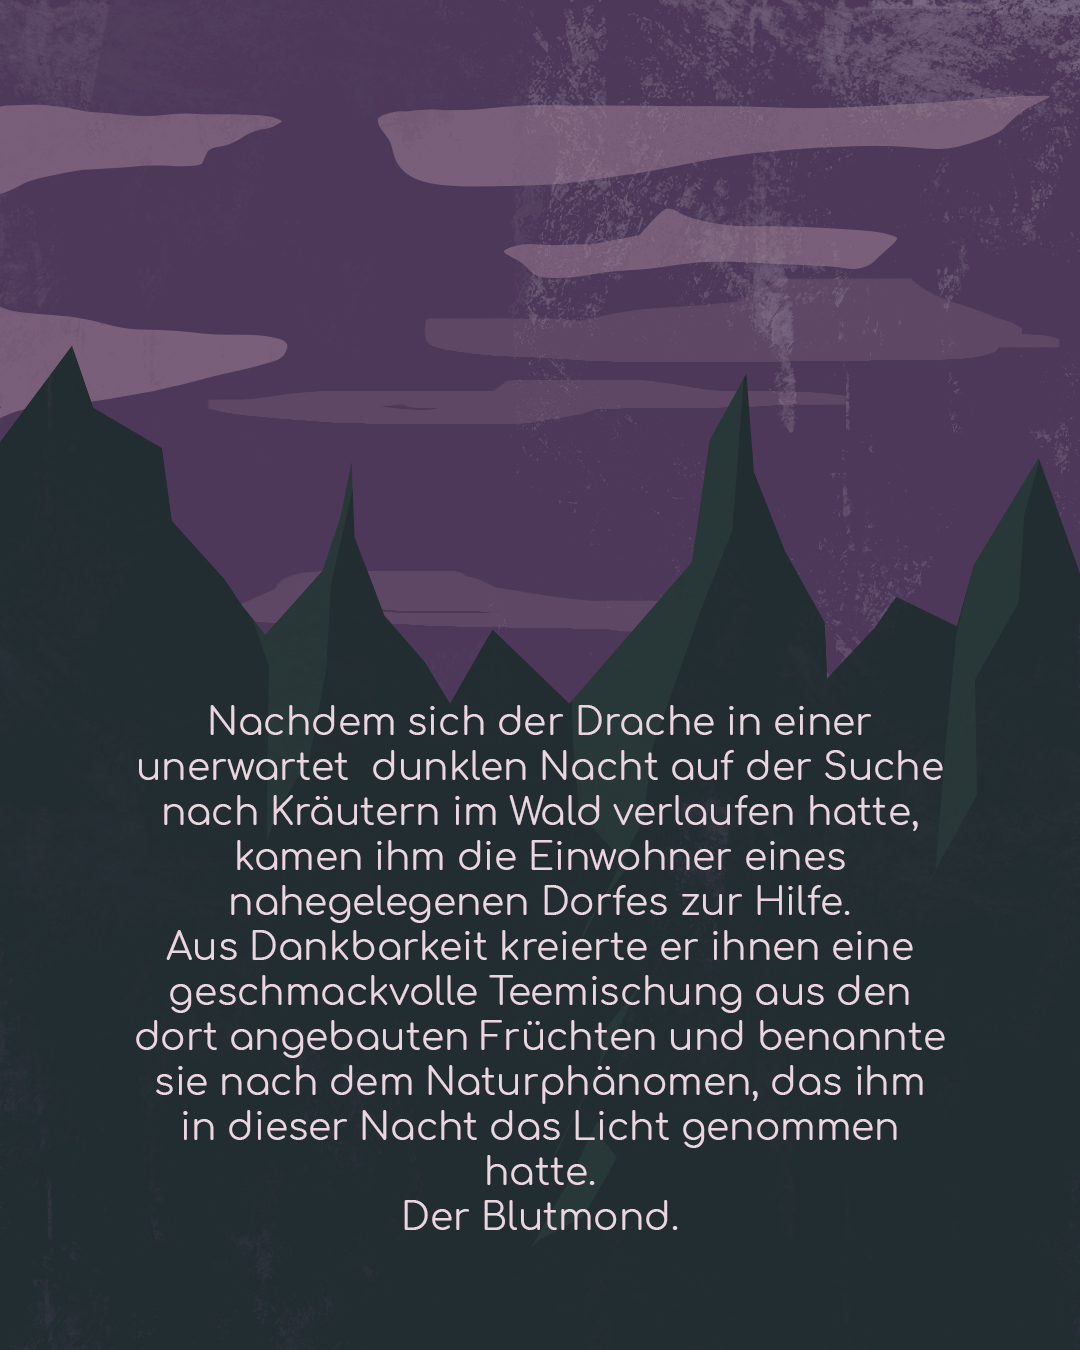 Nachdem sich der Drache in einer
unerwartet  dunklen Nacht auf der Suche
nach Kräutern im Wald verlaufen hatte,
kamen ihm die Einwohner eines
nahegelegenen Dorfes zur Hilfe.
Aus Dankbarkeit kreierte er ihnen eine
geschmackvolle Teemischung aus den
dort angebauten Früchten und benannte
sie nach dem Naturphänomen, das ihm
in dieser Nacht das Licht genommen
hatte.
Der Blutmond.